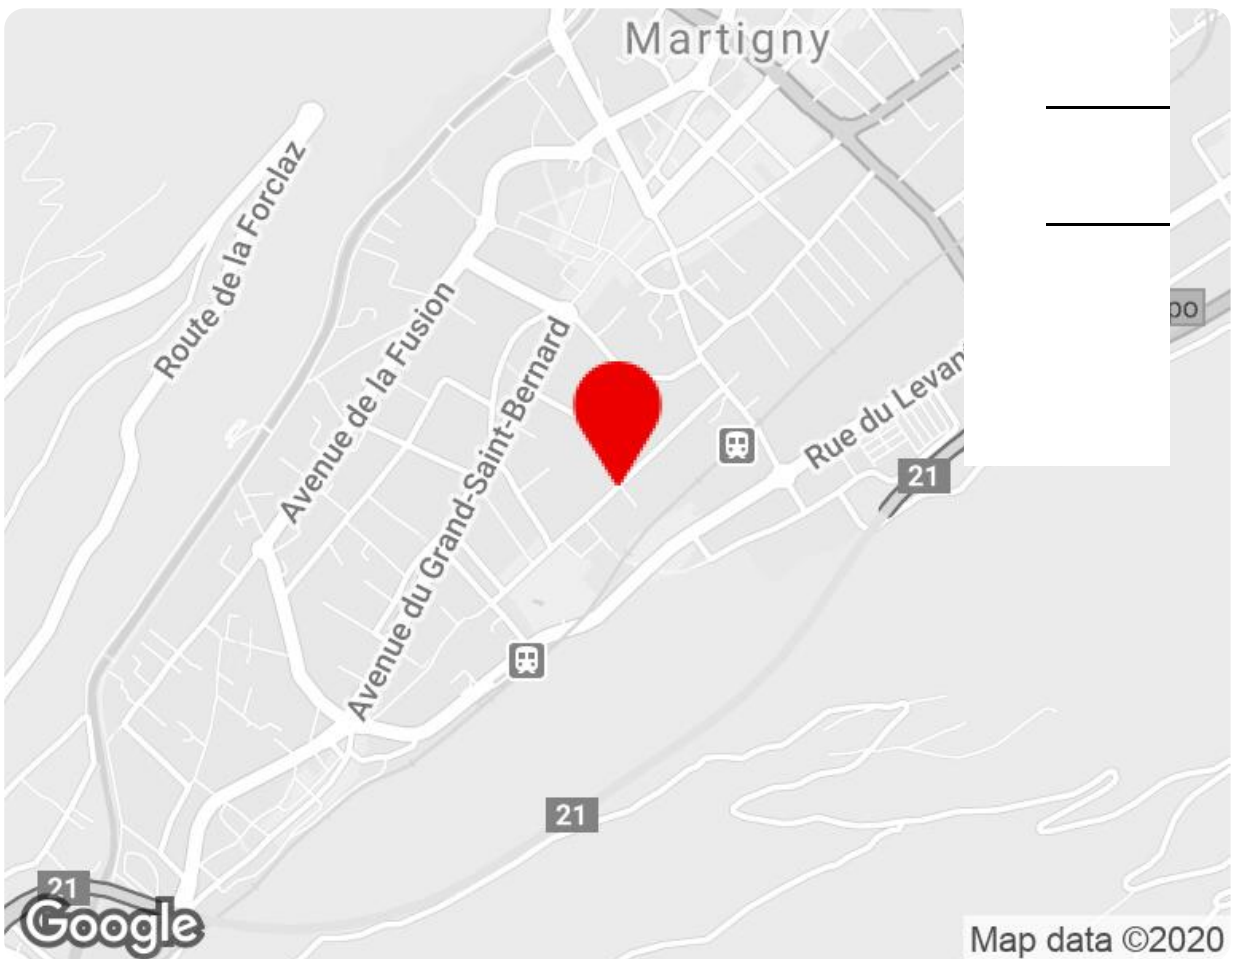 Martigny
Route de la Forclaz
Avenue de la Fusion
Avenue du Grand-Saint-Bernard
Rue du Levan
21
21
21
Google
Map data ©2020